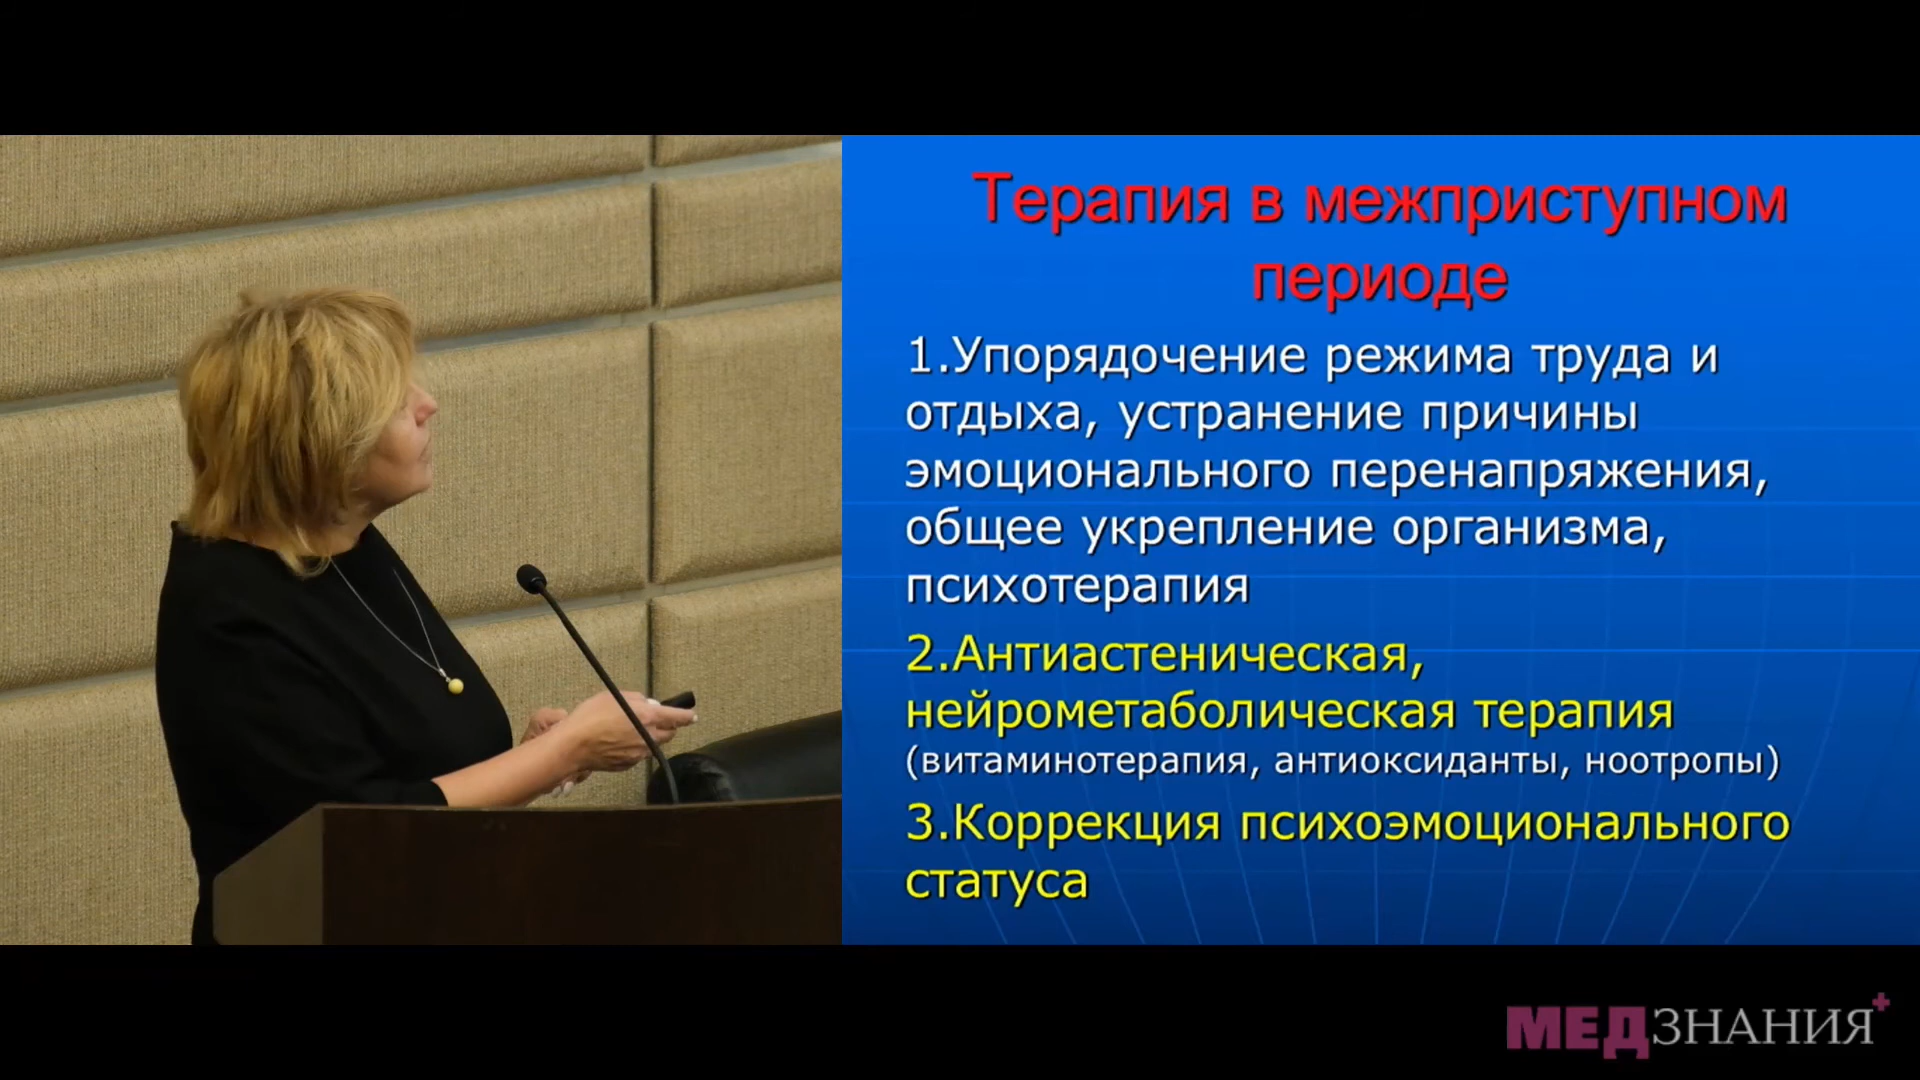 Терапия в межприступном
периоде
1.Упорядочение режима труда и
отдыха, устранение причины
эмоционального перенапряжения,
общее укрепление организма,
психотерапия
2.Антиастеническая,
нейрометаболическая терапия
(витаминотерапия, антиоксиданты, ноотропы)
3.Коррекция психоэмоционального
статуса
МЕДЗНАНИЯ+